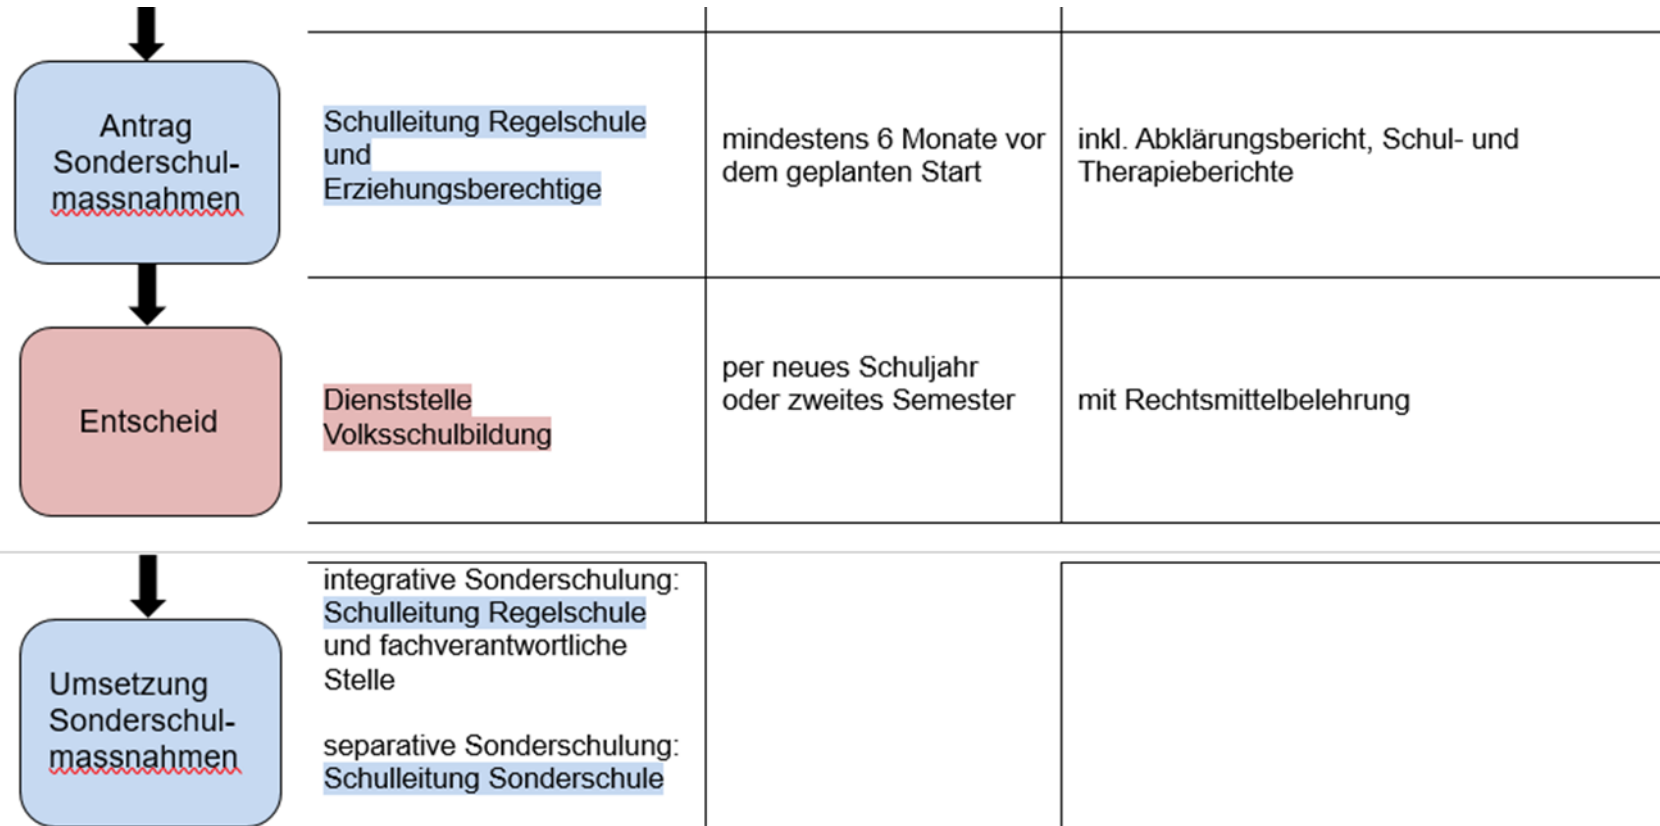 Antrag
Sonderschul-
massnahmen
Schulleitung Regelschule
und
Erziehungsberechtige
mindestens 6 Monate vor
dem geplanten Start
inkl. Abklärungsbericht, Schul- und
Therapieberichte
Entscheid
Dienststelle
Volksschulbildung
per neues Schuljahr
oder zweites Semester
mit Rechtsmittelbelehrung
Umsetzung
Sonderschul-
massnahmen
integrative Sonderschulung:
Schulleitung Regelschule
und fachverantwortliche
Stelle
separative Sonderschulung:
Schulleitung Sonderschule